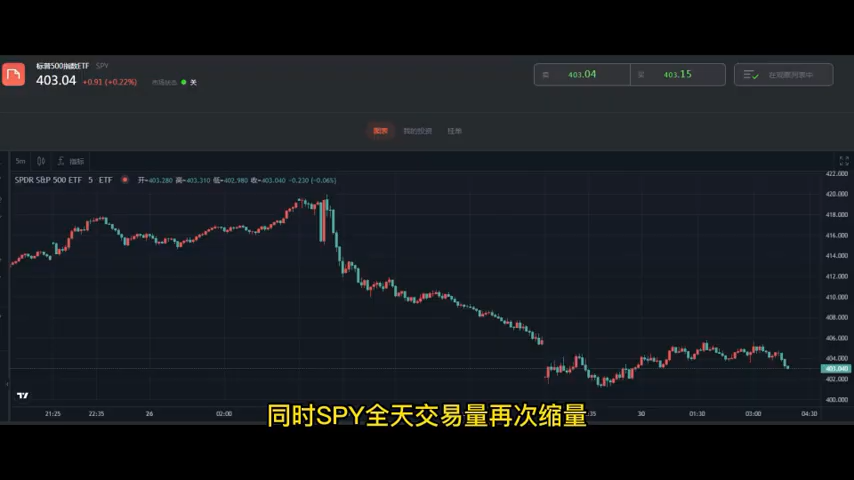 标普500指数ETF SPY
403.04 +0.91 (+0.22%) 市场状态 关
卖 403.04 买 403.15 在观察列表中
图表 我的投资 挂单
5m 指标
SPDR S&P 500 ETF 5 ETF 开=403.280 高=403.310 低=402.980 收=403.040 -0.230 (-0.06%)
422.000
420.000
418.000
416.000
414.000
412.000
410.000
408.000
406.000
404.000
403.040
402.000
400.000
21:25 22:35 26 02:00 30 01:30 03:00 04:30
同时SPY全天交易量再次缩量